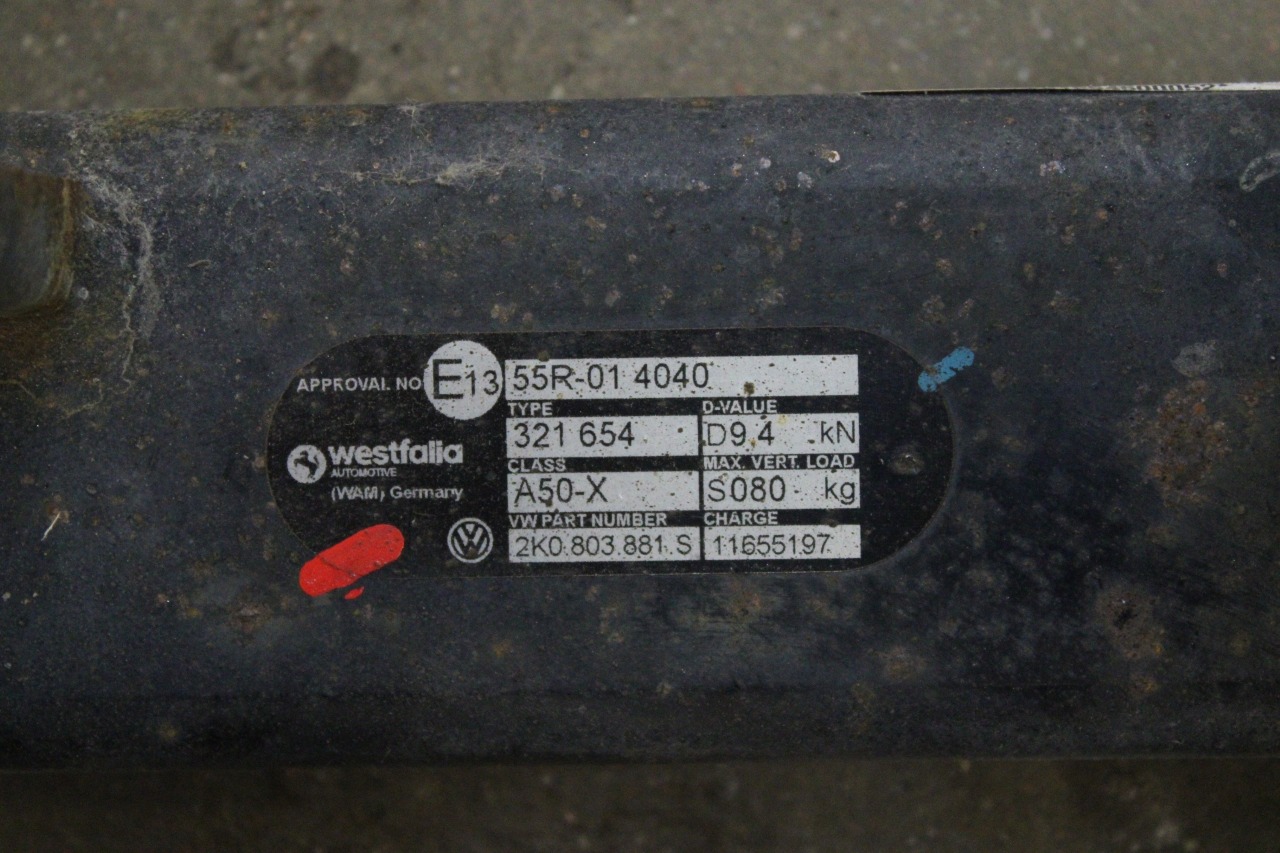 APPROVAL NO E13 55R-01 4040
TYPE D-VALUE
321 654 D9.4 kN
westfalia
AUTOMOTIVE
CLASS MAX. VERT. LOAD
(WAM) Germany
A50-X S080 kg
VW PART NUMBER CHARGE
2K0.803.881.S 11655197